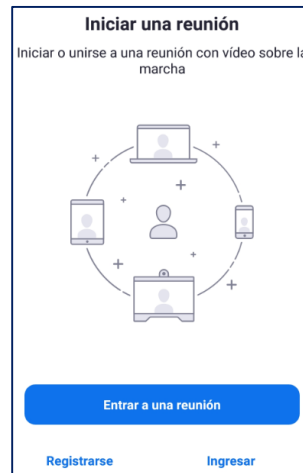 Iniciar una reunión
Iniciar o unirse a una reunión con vídeo sobre la
marcha
Entrar a una reunión
Registrarse
Ingresar